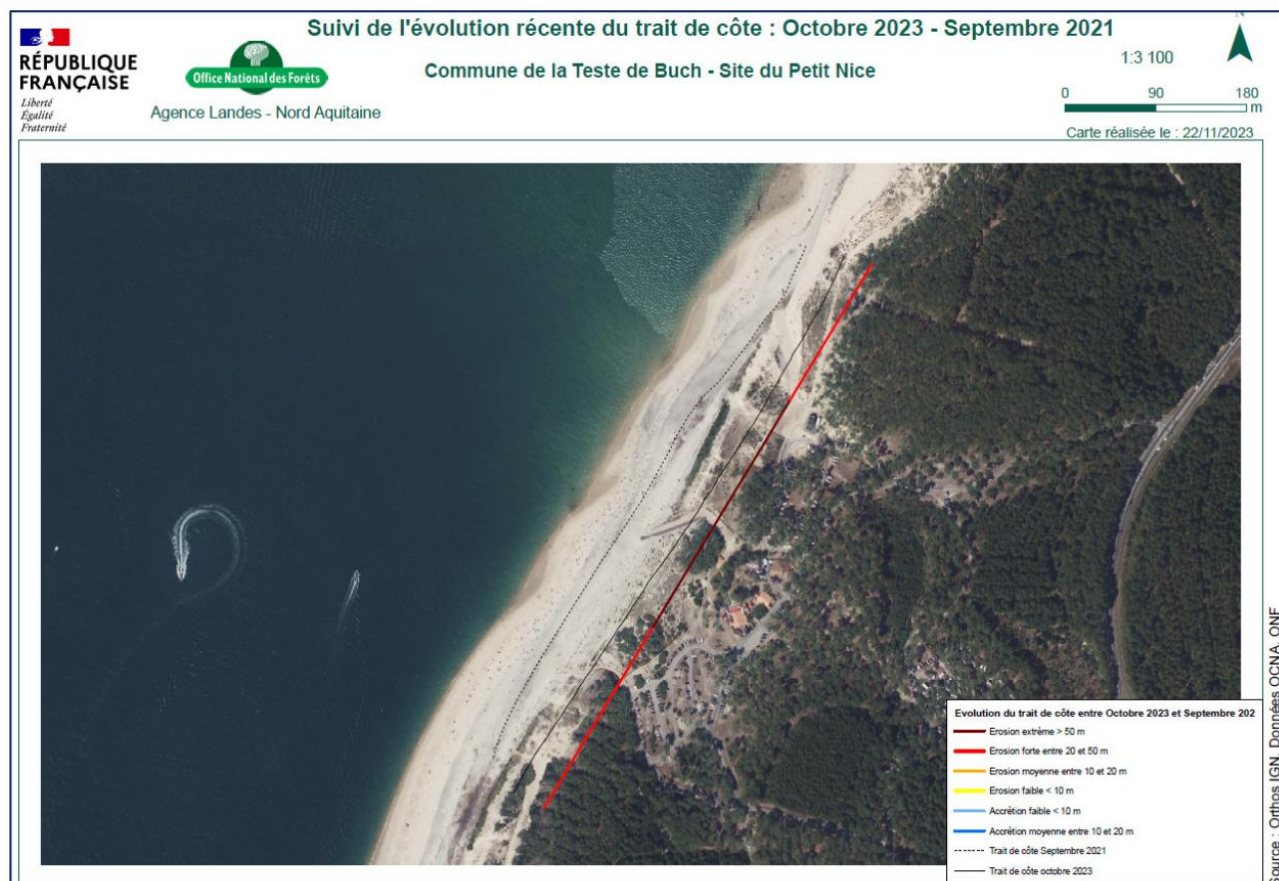 Suivi de l'évolution récente du trait de côte : Octobre 2023 - Septembre 2021
Commune de la Teste de Buch - Site du Petit Nice
RÉPUBLIQUE
FRANÇAISE
Liberté
Égalité
Fraternité
Office National des Forêts
Agence Landes - Nord Aquitaine
N
1:3 100
0 90 180
m
Carte réalisée le : 22/11/2023
Evolution du trait de côte entre Octobre 2023 et Septembre 202
Erosion extrême > 50 m
Erosion forte entre 20 et 50 m
Erosion moyenne entre 10 et 20 m
Erosion faible < 10 m
Accrétion faible < 10 m
Accrétion moyenne entre 10 et 20 m
Trait de côte Septembre 2021
Trait de côte octobre 2023
Source : Orthos IGN, Données OCNA, ONF